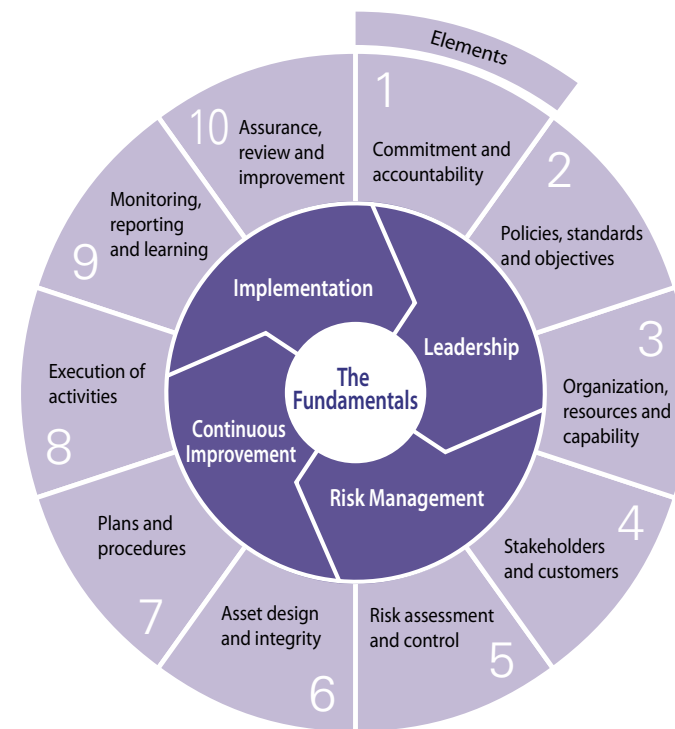 Elements
1
Commitment and
accountability
2
Policies, standards
and objectives
3
Organization,
resources and
capability
4
Stakeholders
and customers
5
Risk assessment
and control
6
Asset design
and integrity
7
Plans and
procedures
8
Execution of
activities
9
Monitoring,
reporting
and learning
10
Assurance,
review and
improvement
The
Fundamentals
Leadership
Risk Management
Continuous
Improvement
Implementation